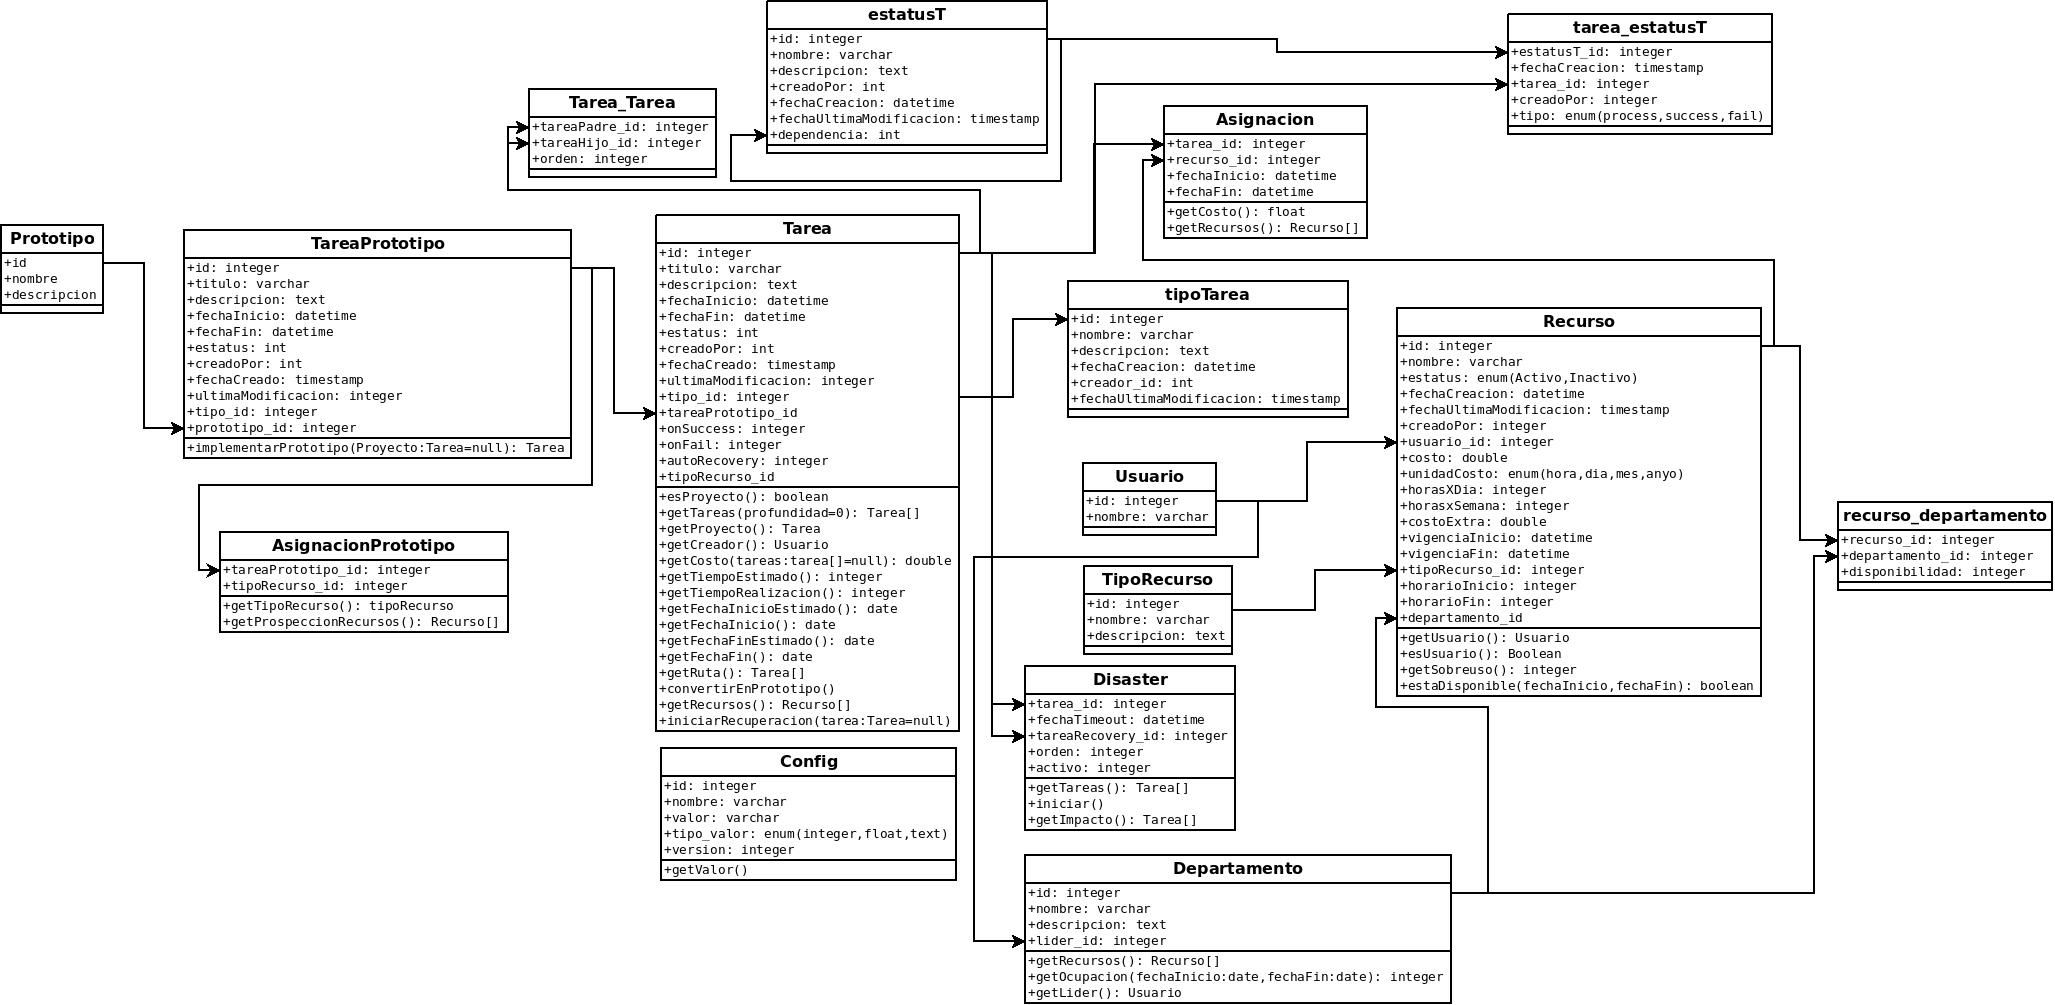 estatusT
+id: integer
+nombre: varchar
+descripcion: text
+creadoPor: int
+fechaCreacion: datetime
+fechaUltimaModificacion: timestamp
+dependencia: int
tarea_estatusT
+estatusT_id: integer
+fechaCreacion: timestamp
+tarea_id: integer
+creadoPor: integer
+tipo: enum(process,success,fail)
Tarea_Tarea
+tareaPadre_id: integer
+tareaHijo_id: integer
+orden: integer
Asignacion
+tarea_id: integer
+recurso_id: integer
+fechaInicio: datetime
+fechaFin: datetime
+getCosto(): float
+getRecursos(): Recurso[]
Prototipo
+id
+nombre
+descripcion
TareaPrototipo
+id: integer
+titulo: varchar
+descripcion: text
+fechaInicio: datetime
+fechaFin: datetime
+estatus: int
+creadoPor: int
+fechaCreado: timestamp
+ultimaModificacion: integer
+tipo_id: integer
+prototipo_id: integer
+implementarPrototipo(Proyecto:Tarea=null): Tarea
Tarea
+id: integer
+titulo: varchar
+descripcion: text
+fechaInicio: datetime
+fechaFin: datetime
+estatus: int
+creadoPor: int
+fechaCreado: timestamp
+ultimaModificacion: integer
+tipo_id: integer
+tareaPrototipo_id
+onSuccess: integer
+onFail: integer
+autoRecovery: integer
+tipoRecurso_id
+esProyecto(): boolean
+getTareas(profundidad=0): Tarea[]
+getProyecto(): Tarea
+getCreador(): Usuario
+getCosto(tareas:tarea[]=null): double
+getTiempoEstimado(): integer
+getTiempoRealizacion(): integer
+getFechaInicioEstimado(): date
+getFechaInicio(): date
+getFechaFinEstimado(): date
+getFechaFin(): date
+getRuta(): Tarea[]
+convertirEnPrototipo()
+getRecursos(): Recurso[]
+iniciarRecuperacion(tarea:Tarea=null)
tipoTarea
+id: integer
+nombre: varchar
+descripcion: text
+fechaCreacion: datetime
+creador_id: int
+fechaUltimaModificacion: timestamp
Recurso
+id: integer
+nombre: varchar
+estatus: enum(Activo,Inactivo)
+fechaCreacion: datetime
+fechaUltimaModificacion: timestamp
+creadoPor: integer
+usuario_id: integer
+costo: double
+unidadCosto: enum(hora,dia,mes,anyo)
+horasXDia: integer
+horasxSemana: integer
+costoExtra: double
+vigenciaInicio: datetime
+vigenciaFin: datetime
+tipoRecurso_id: integer
+horarioInicio: integer
+horarioFin: integer
+departamento_id
+getUsuario(): Usuario
+esUsuario(): Boolean
+getSobreuso(): integer
+estaDisponible(fechaInicio,fechaFin): boolean
Usuario
+id: integer
+nombre: varchar
recurso_departamento
+recurso_id: integer
+departamento_id: integer
+disponibilidad: integer
AsignacionPrototipo
+tareaPrototipo_id: integer
+tipoRecurso_id: integer
+getTipoRecurso(): tipoRecurso
+getProspeccionRecursos(): Recurso[]
TipoRecurso
+id: integer
+nombre: varchar
+descripcion: text
Disaster
+tarea_id: integer
+fechaTimeout: datetime
+tareaRecovery_id: integer
+orden: integer
+activo: integer
+getTareas(): Tarea[]
+iniciar()
+getImpacto(): Tarea[]
Config
+id: integer
+nombre: varchar
+valor: varchar
+tipo_valor: enum(integer,float,text)
+version: integer
+getValor()
Departamento
+id: integer
+nombre: varchar
+descripcion: text
+lider_id: integer
+getRecursos(): Recurso[]
+getOcupacion(fechaInicio:date,fechaFin:date): integer
+getLider(): Usuario